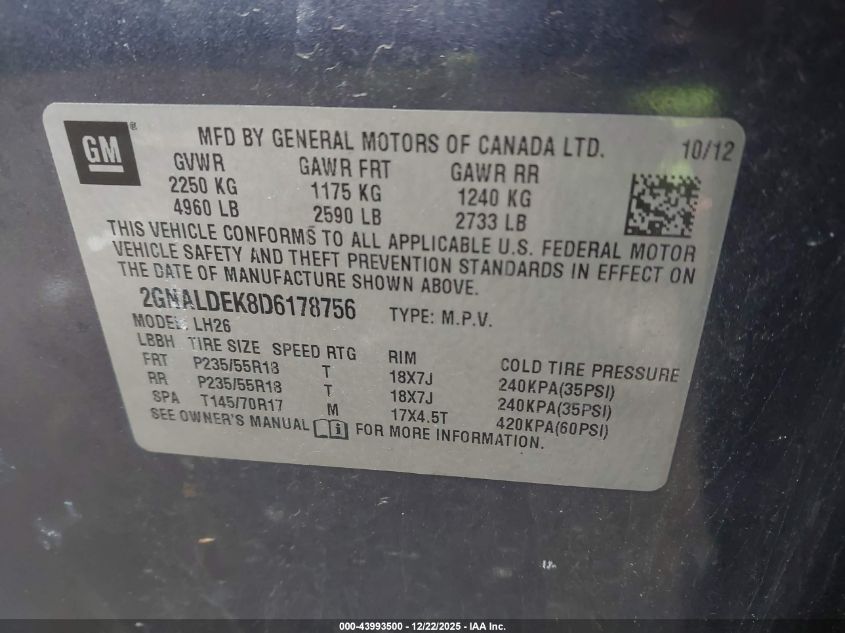 GM ® MFD BY GENERAL MOTORS OF CANADA LTD. 10/12
GVWR GAWR FRT GAWR RR
2250 KG 1175 KG 1240 KG
4960 LB 2590 LB 2733 LB
THIS VEHICLE CONFORMS TO ALL APPLICABLE U.S. FEDERAL MOTOR
VEHICLE SAFETY AND THEFT PREVENTION STANDARDS IN EFFECT ON
THE DATE OF MANUFACTURE SHOWN ABOVE.
2GNALDEK8D6178756 TYPE: M.P.V.
MODEL: LH26
LBBH TIRE SIZE SPEED RTG RIM COLD TIRE PRESSURE
FRT P235/55R18 T 18X7J 240KPA(35PSI)
RR P235/55R18 T 18X7J 240KPA(35PSI)
SPA T145/70R17 M 17X4.5T 420KPA(60PSI)
SEE OWNER'S MANUAL FOR MORE INFORMATION.
000-43993500 - 12/22/2025 - IAA Inc.